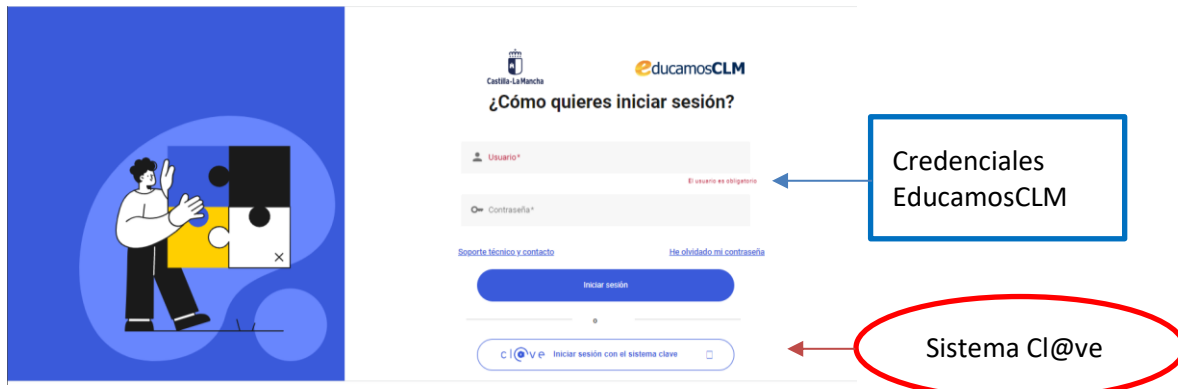 Castilla-La Mancha
educamosCLM
¿Cómo quieres iniciar sesión?
Usuario*
El usuario es obligatorio
Contraseña*
Soporte técnico y contacto
He olvidado mi contraseña
Iniciar sesión
cl@ve Iniciar sesión con el sistema clave
Credenciales
EducamosCLM
Sistema Cl@ve